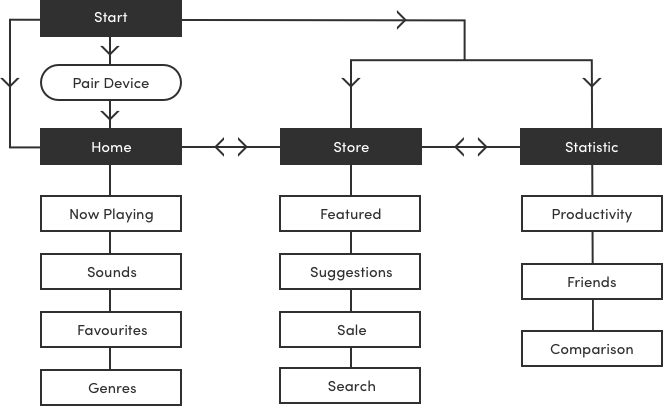 Start
Pair Device
Home
Store
Statistic
Now Playing
Featured
Productivity
Sounds
Suggestions
Friends
Favourites
Sale
Comparison
Genres
Search